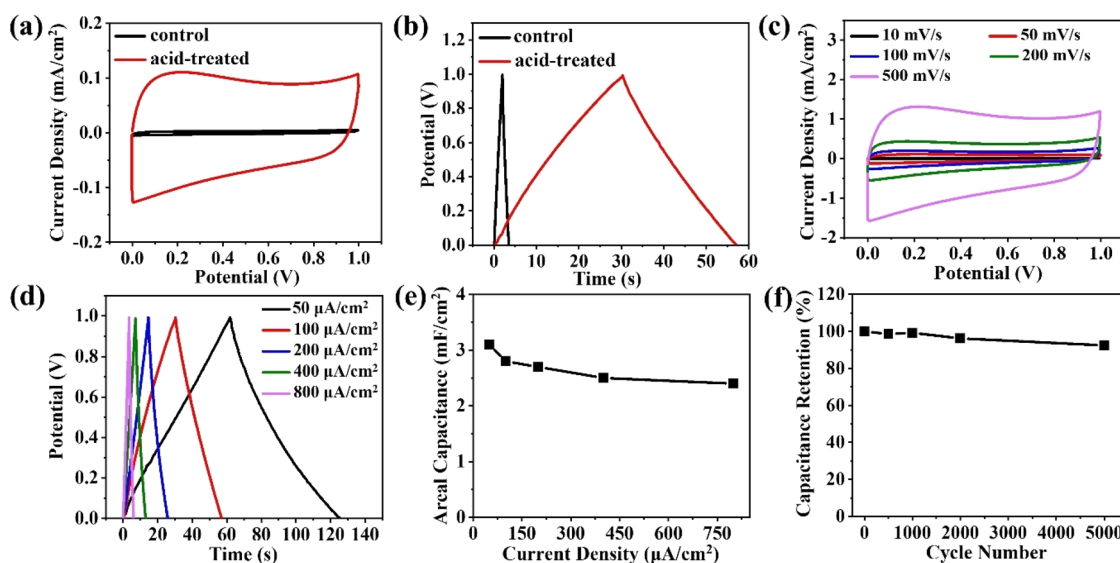 (a)
control
acid-treated
Current Density (mA/cm²)
0.2
0.1
0.0
-0.1
-0.2
0.0 0.2 0.4 0.6 0.8 1.0
Potential (V)
(b)
control
acid-treated
Potential (V)
1.2
1.0
0.8
0.6
0.4
0.2
0.0
0 10 20 30 40 50 60
Time (s)
(c)
10 mV/s 50 mV/s
100 mV/s 200 mV/s
500 mV/s
Current Density (mA/cm²)
3
2
1
0
-1
-2
0.0 0.2 0.4 0.6 0.8 1.0
Potential (V)
(d)
50 μA/cm²
100 μA/cm²
200 μA/cm²
400 μA/cm²
800 μA/cm²
Potential (V)
1.0
0.8
0.6
0.4
0.2
0.0
0 20 40 60 80 100 120 140
Time (s)
(e)
Areal Capacitance (mF/cm²)
4
3
2
1
0
150 300 450 600 750
Current Density (μA/cm²)
(f)
Capacitance Retention (%)
120
100
80
60
40
20
0
0 1000 2000 3000 4000 5000
Cycle Number